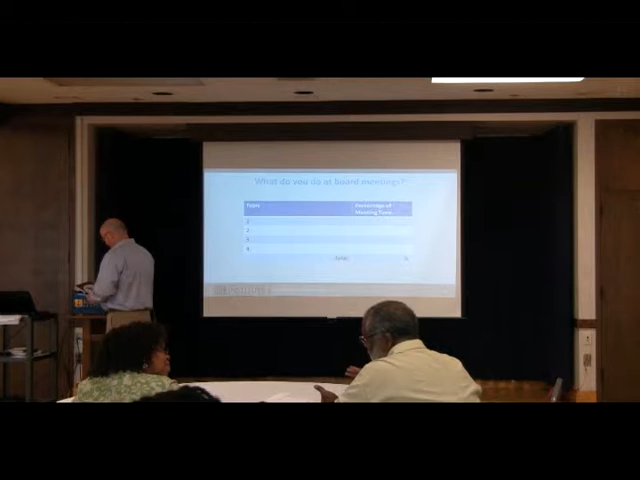 What do you do at board meetings?
Topic
Percentage of
Meeting Time
1
2
3
4
Total